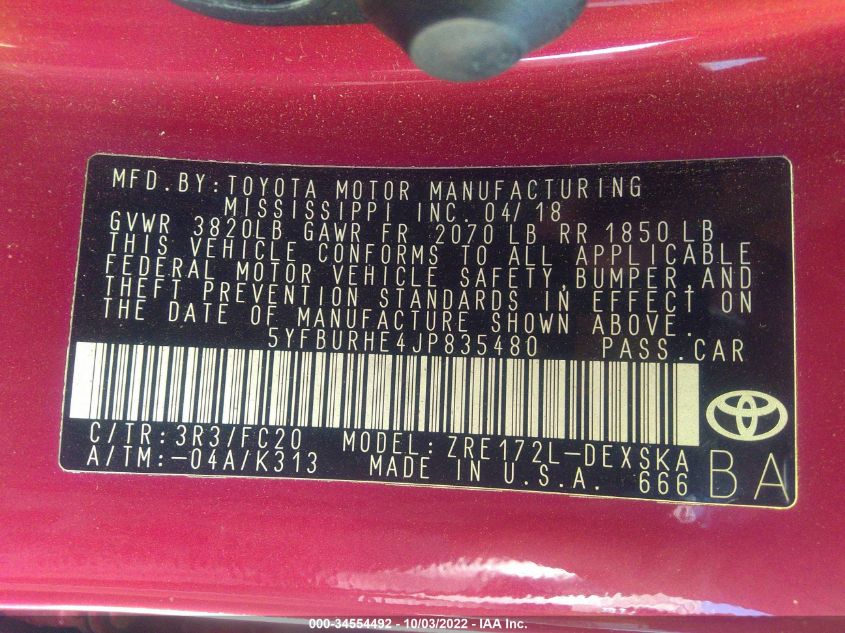 MFD.BY:TOYOTA MOTOR MANUFACTURING
MISSISSIPPI INC. 04/18
GVWR 3820LB GAWR FR 2070 LB RR 1850 LB
THIS VEHICLE CONFORMS TO ALL APPLICABLE
FEDERAL MOTOR VEHICLE SAFETY,BUMPER,AND
THEFT PREVENTION STANDARDS IN EFFECT ON
THE DATE OF MANUFACTURE SHOWN ABOVE.
5YFBURHE4JP835480 PASS.CAR
C/TR:3R3/FC20 MODEL:ZRE172L-DEXSKA
A/TM:-04A/K313 MADE IN U.S.A. 666
BA
000-34554492 - 10/03/2022 - IAA Inc.